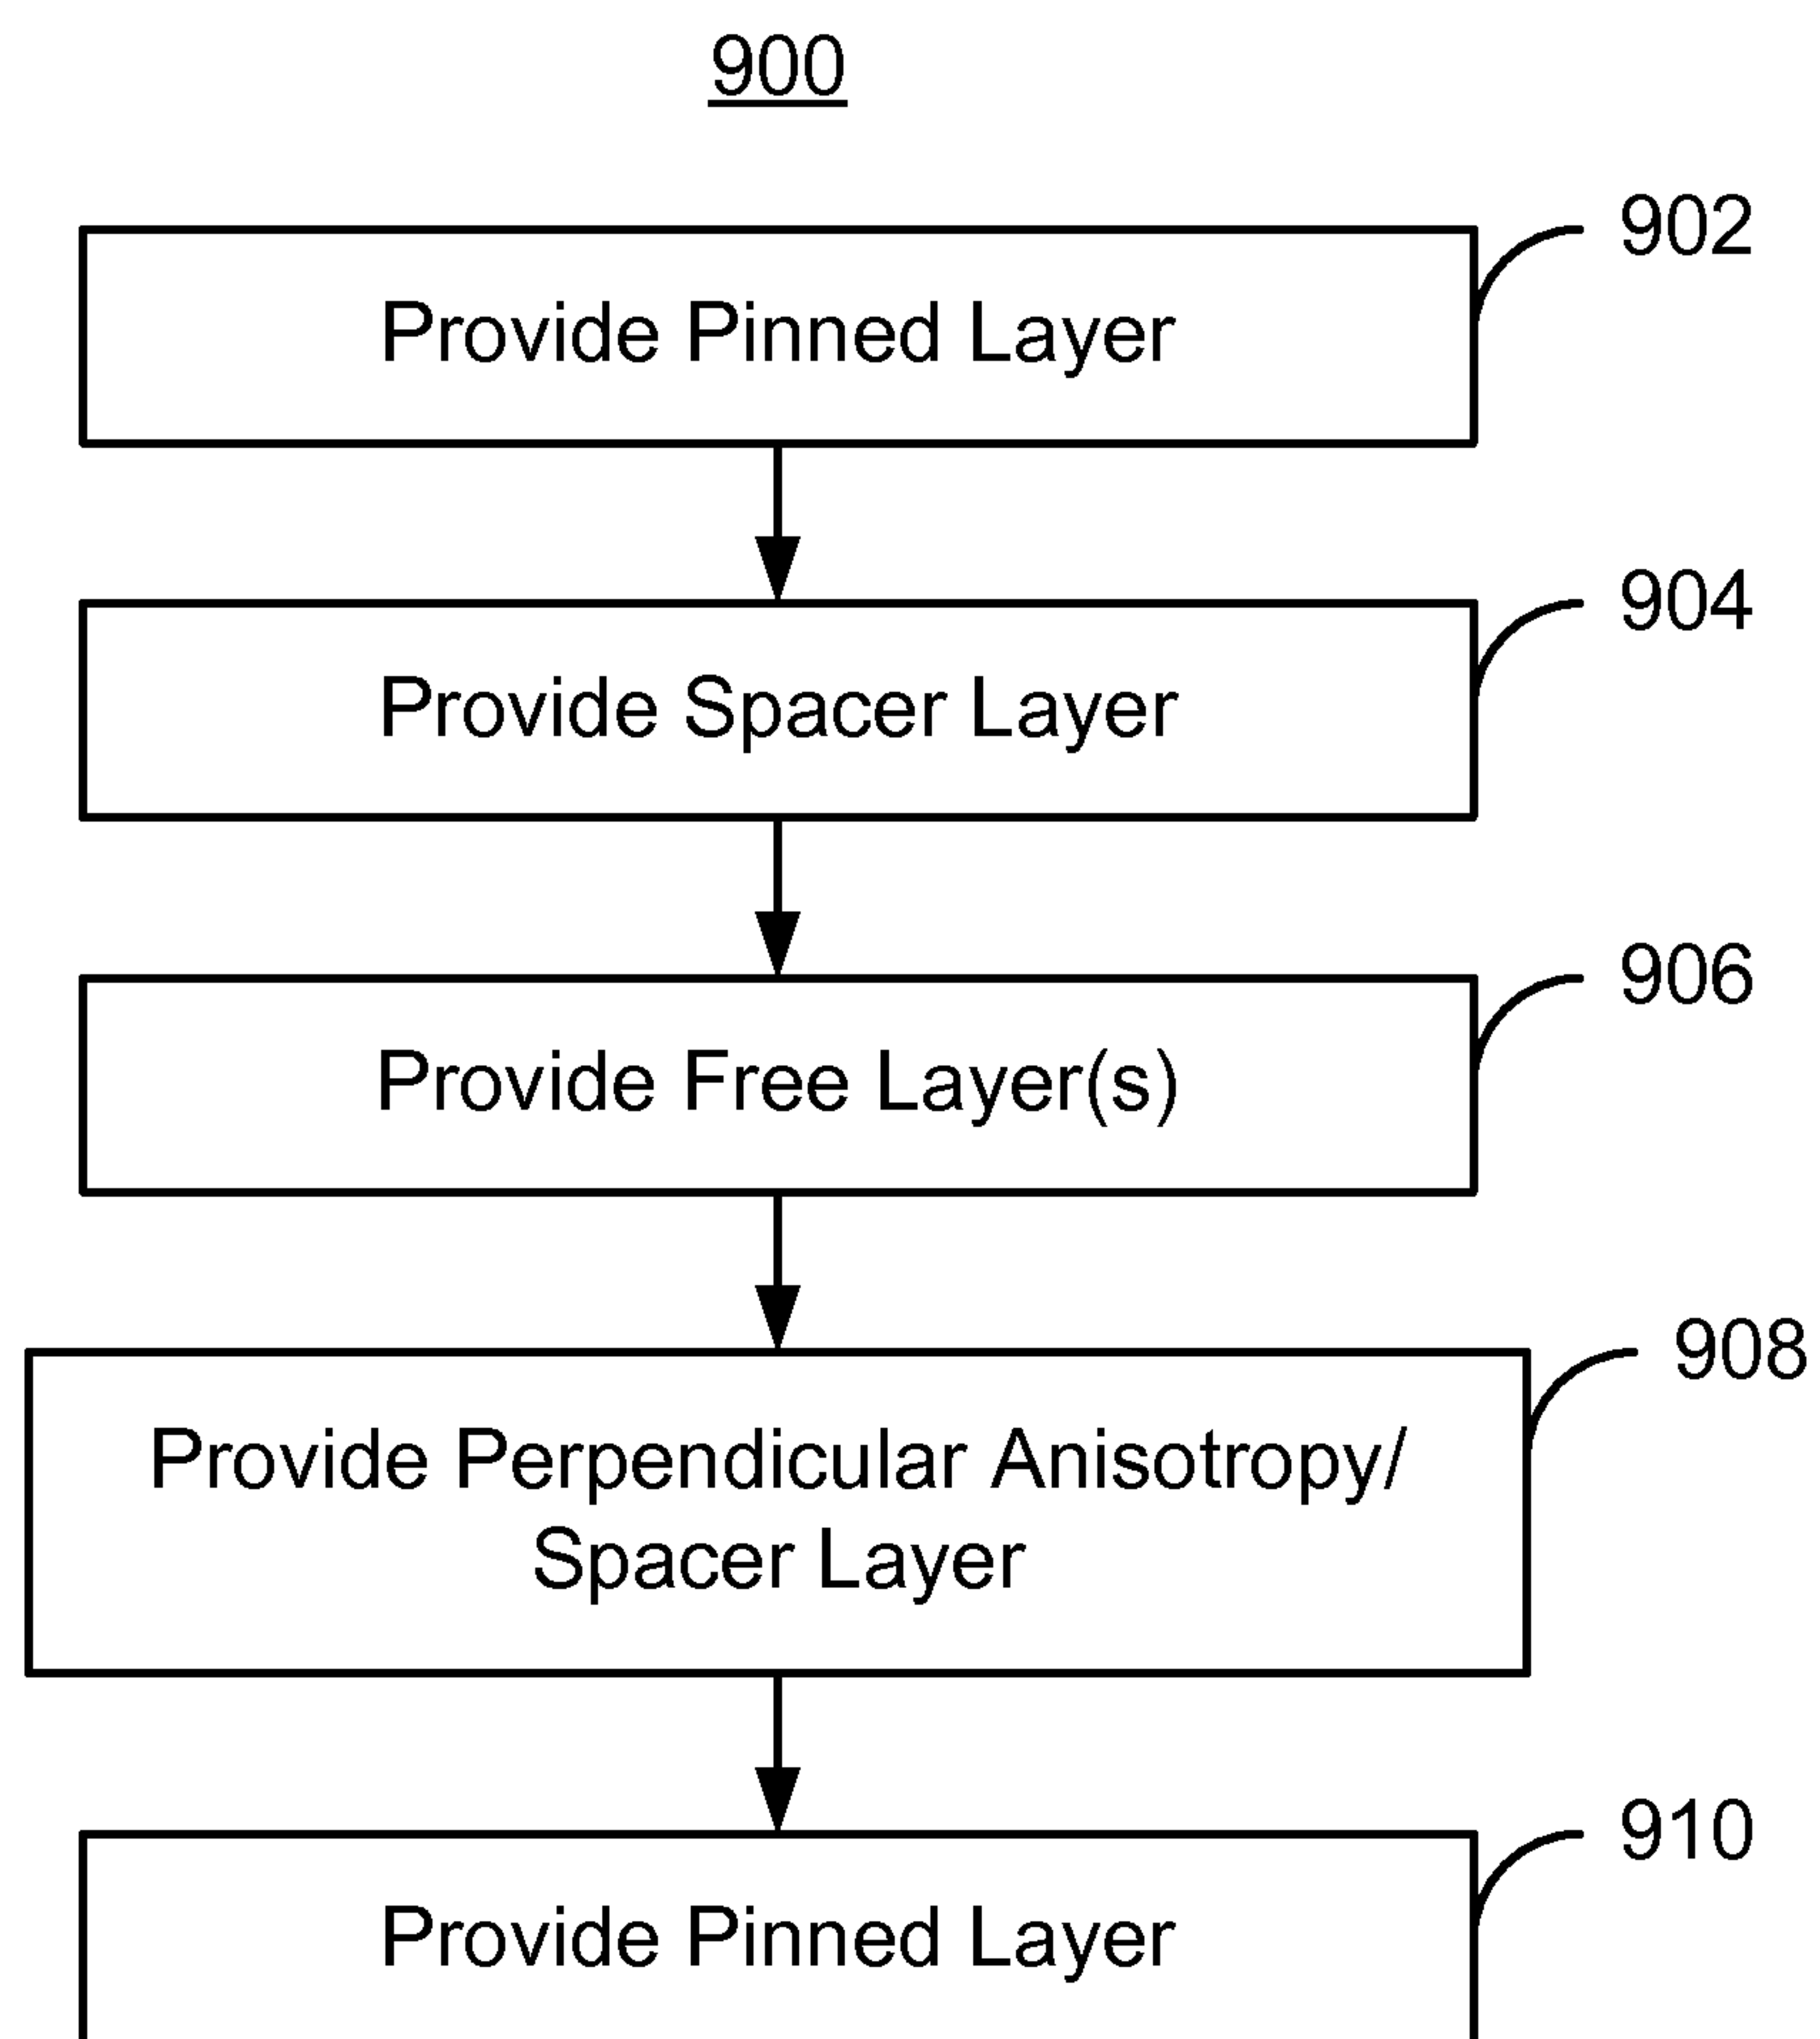 900
902
Provide Pinned Layer
904
Provide Spacer Layer
906
Provide Free Layer(s)
908
Provide Perpendicular Anisotropy/
Spacer Layer
910
Provide Pinned Layer